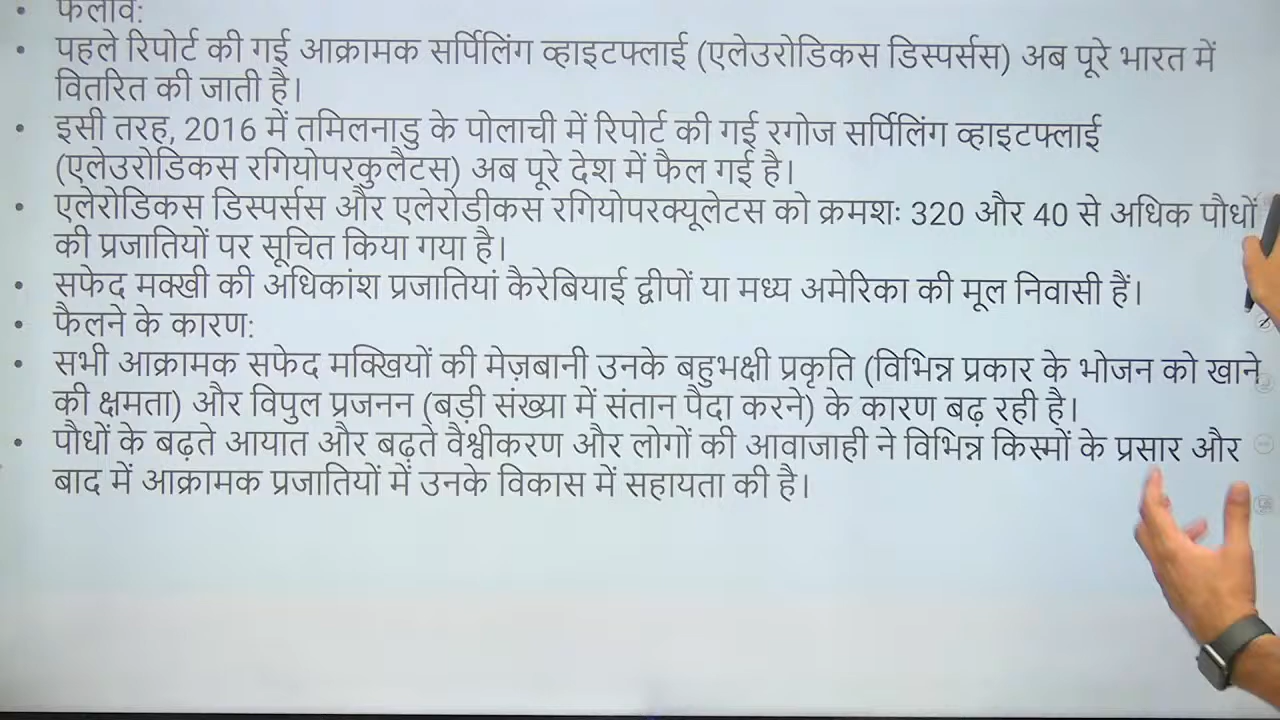 फैलाव:
पहले रिपोर्ट की गई आक्रामक सर्पिलिंग व्हाइटफ्लाई (एलेउरोडिकस डिस्पर्सस) अब पूरे भारत में
वितरित की जाती है।
इसी तरह, 2016 में तमिलनाडु के पोलाची में रिपोर्ट की गई रगोज सर्पिलिंग व्हाइटफ्लाई
(एलेउरोडिकस रगियोपरकुलैटस) अब पूरे देश में फैल गई है।
एलेरोडिकस डिस्पर्सस और एलेरोडीकस रगियोपरक्यूलेटस को क्रमशः 320 और 40 से अधिक पौधों
की प्रजातियों पर सूचित किया गया है।
सफेद मक्खी की अधिकांश प्रजातियां कैरेबियाई द्वीपों या मध्य अमेरिका की मूल निवासी हैं।
फैलने के कारण:
सभी आक्रामक सफेद मक्खियों की मेज़बानी उनके बहुभक्षी प्रकृति (विभिन्न प्रकार के भोजन को खाने
की क्षमता) और विपुल प्रजनन (बड़ी संख्या में संतान पैदा करने) के कारण बढ़ रही है।
पौधों के बढ़ते आयात और बढ़ते वैश्वीकरण और लोगों की आवाजाही ने विभिन्न किस्मों के प्रसार और
बाद में आक्रामक प्रजातियों में उनके विकास में सहायता की है।